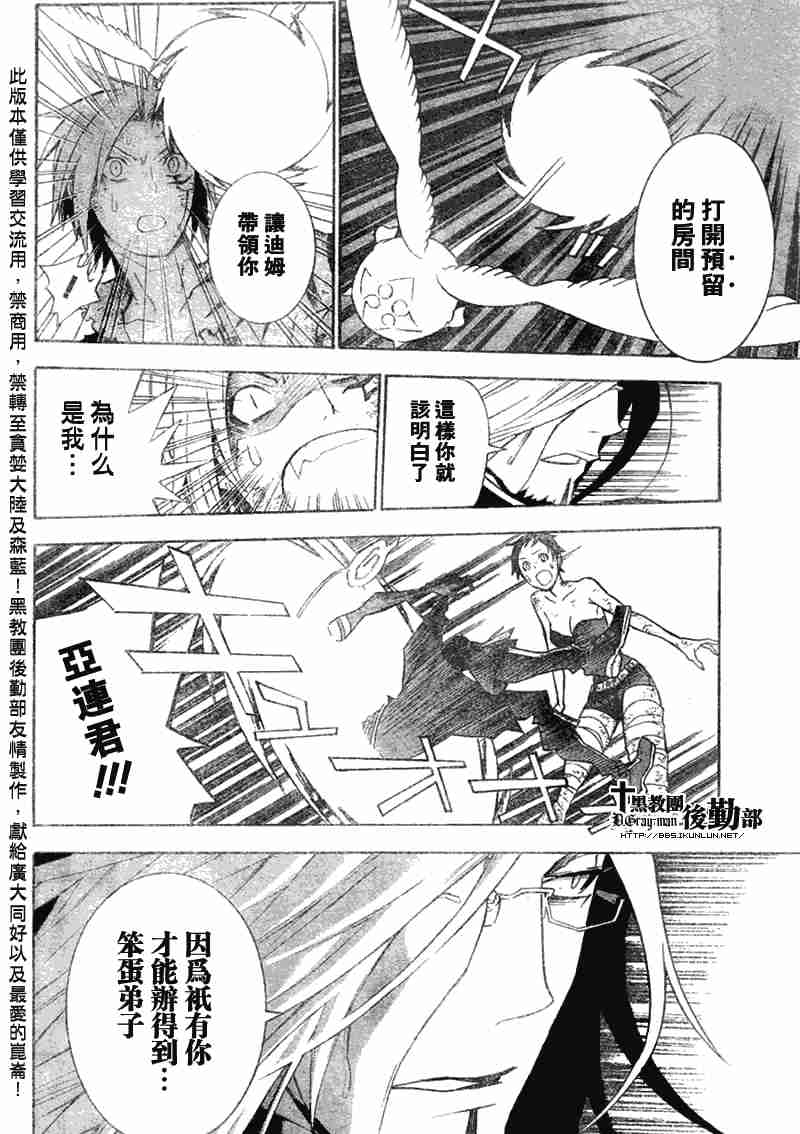 打開預留
的房間
讓迪姆
帶領你
這樣你就
該明白了
為什么
是我…
亞連君!!!
黑教團
D.Gray-man
後勤部
HTTP://BBS.IKUNLUN.NET/
因爲祇有你
才能辦得到…
笨蛋弟子
此版本僅供學習交流用，禁商用，禁轉至貪婪大陸及森藍！黑教團後勤部友情製作，獻給廣大同好以及最愛的崑崙！